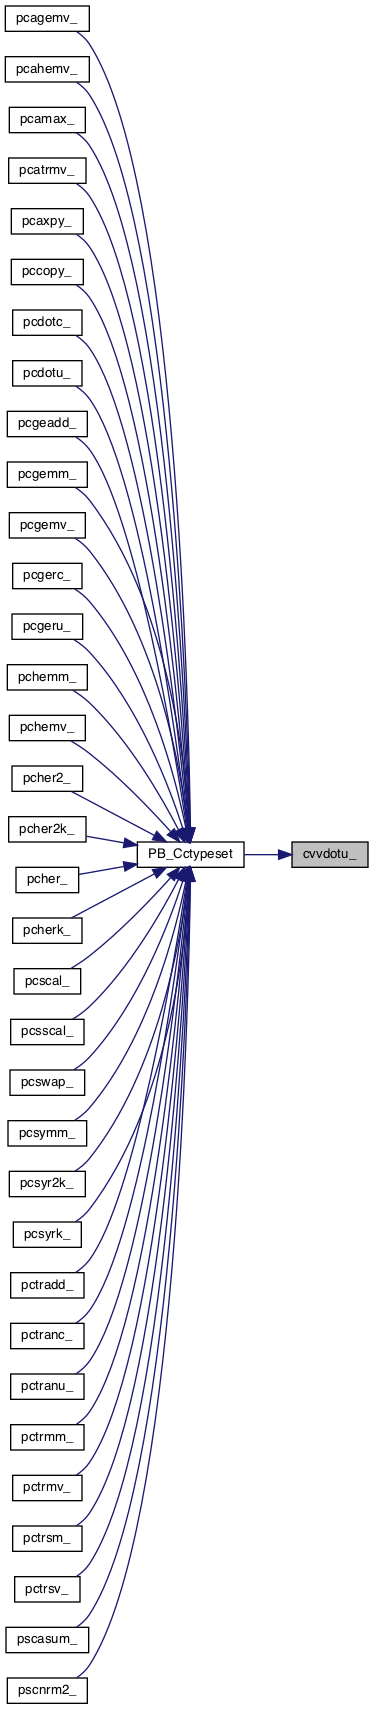 pcagemv_
pcahemv_
pcamax_
pcatrmv_
pcaxpy_
pccopy_
pcdotc_
pcdotu_
pcgeadd_
pcgemm_
pcgemv_
pcgerc_
pcgeru_
pchemm_
pchemv_
pcher2_
pcher2k_
PB_Cctypeset
cvvdotu_
pcher_
pcherk_
pcscal_
pcsscal_
pcswap_
pcsymm_
pcsyr2k_
pcsyrk_
pctradd_
pctranc_
pctranu_
pctrmm_
pctrmv_
pctrsm_
pctrsv_
pscasum_
pscnrm2_